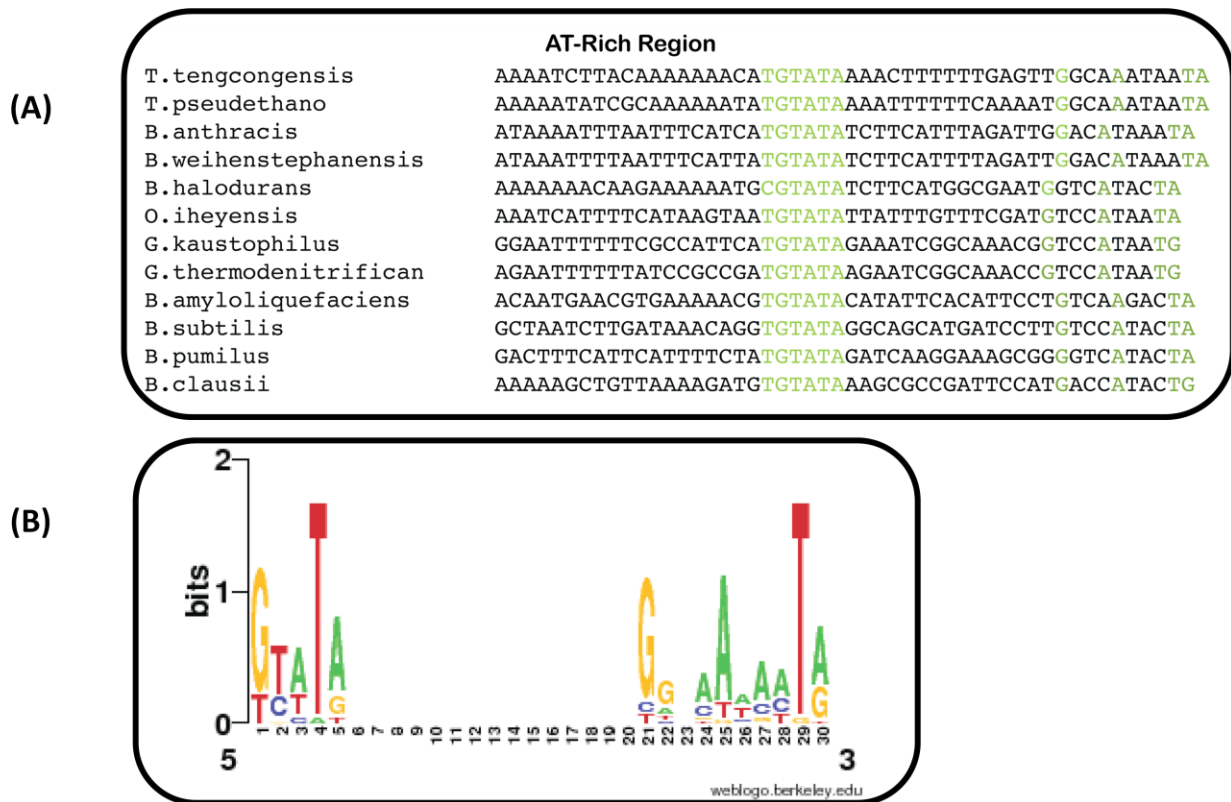 (A)
AT-Rich Region
T.tengcongensis AAAATCTTACAAAAAAACATGTATAAAACTTTTTTGAGTTGGCAAATAATA
T.pseudethano AAAAATATCGCAAAAAATATGTATAAAATTTTTTCAAAATGGCAAATAATA
B.anthracis ATAAAATTTAATTTCATCATGTATATCTTCATTTAGATTGGACATAAATA
B.weihenstephanensis ATAAATTTTAATTTCATTATGTATATCTTCATTTTAGATTGGACATAAATA
B.halodurans AAAAAAACAAGAAAAAATGCGTATATCTTCATGGCGAATGGTCATACTA
O.iheyensis AAATCATTTTCATAAGTAATGTATATTATTTGTTTCGATGTCCATAATA
G.kaustophilus GGAATTTTTTCGCCATTCATGTATAGAAATCGGCAAACGGTCCATAATG
G.thermodenitrifican AGAATTTTTTATCCGCCGATGTATAAGAATCGGCAAACCGTCCATAATG
B.amyloliquefaciens ACAATGAACGTGAAAAACGTGTATACATATTCACATTCCTGTCAAGACTA
B.subtilis GCTAATCTTGATAAACAGGTGTATAGGCAGCATGATCCTTGTCCATACTA
B.pumilus GACTTTCATTCATTTTCTATGTATAGATCAAGGAAAGCGGGGTCATACTA
B.clausii AAAAAGCTGTTAAAAGATGTGTATAAAGCGCCGATTCCATGACCATACTG
(B)
2
bits
1
0
1 2 3 4 5 6 7 8 9 10 11 12 13 14 15 16 17 18 19 20 21 22 23 24 25 26 27 28 29 30
5 3
weblogo.berkeley.edu